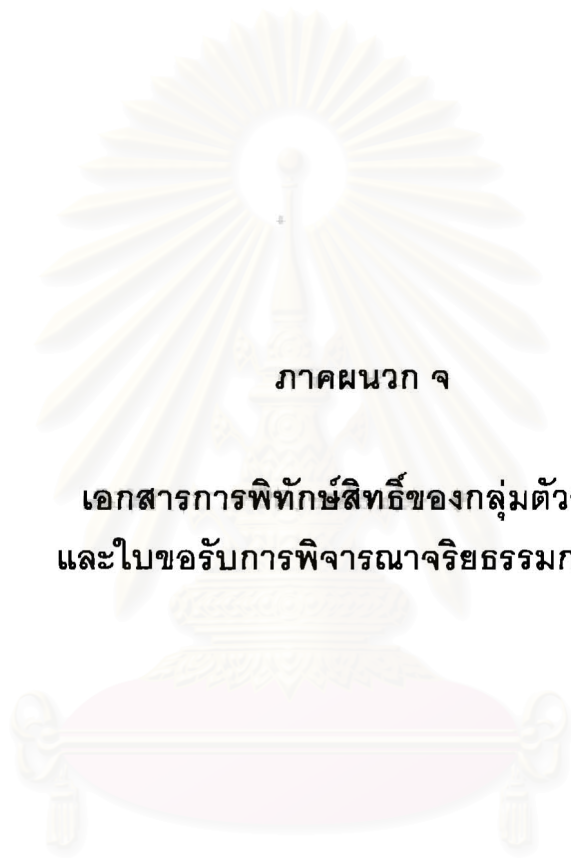 ภาคผนวก จ
เอกสารการพิทักษ์สิทธิ์ของกลุ่มตัว
และใบขอรับการพิจารณาจริยธรรม